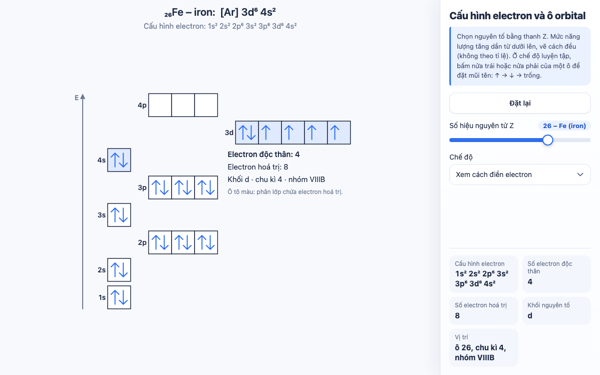 ₂₆Fe – iron: [Ar] 3d⁶ 4s²
Cấu hình electron: 1s² 2s² 2p⁶ 3s² 3p⁶ 3d⁶ 4s²
E
4p
3d
4s
Electron độc thân: 4
Electron hoá trị: 8
Khối d · chu kì 4 · nhóm VIIIB
Ô tô màu: phân lớp chứa electron hoá trị.
3p
3s
2p
2s
1s
Cấu hình electron và ô orbital
Chọn nguyên tố bằng thanh Z. Mức năng
lượng tăng dần từ dưới lên, vẽ cách đều
(không theo tỉ lệ). Ở chế độ luyện tập,
bấm nửa trái hoặc nửa phải của một ô để
đặt mũi tên: ↑ → ↓ → trống.
Đặt lại
Số hiệu nguyên tử Z
26 – Fe (iron)
Chế độ
Xem cách điền electron
Cấu hình electron
1s² 2s² 2p⁶ 3s²
3p⁶ 3d⁶ 4s²
Số electron độc
thân
4
Số electron hoá trị
8
Khối nguyên tố
d
Vị trí
ô 26, chu kì 4,
nhóm VIIIB